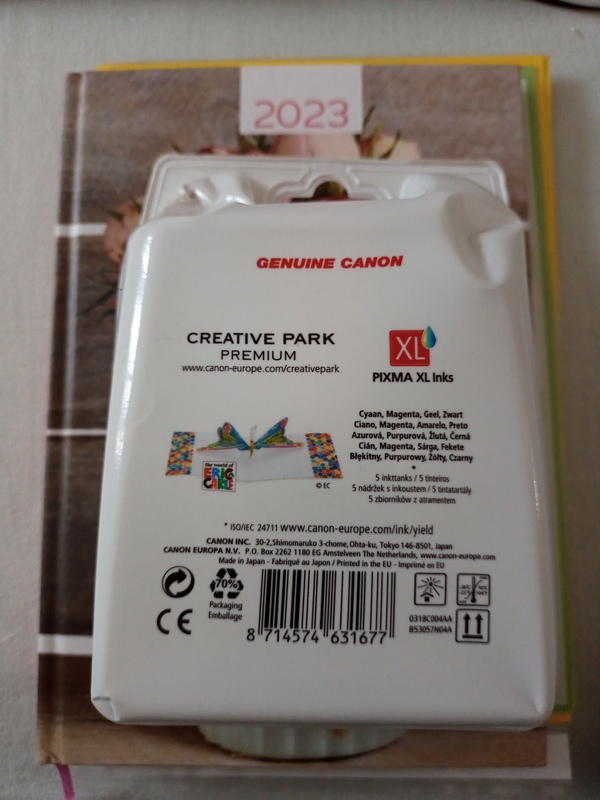 2023
GENUINE CANON
CREATIVE PARK
PREMIUM
www.canon-europe.com/creativepark
XL
PIXMA XL Inks
Cyaan, Magenta, Geel, Zwart
Ciano, Magenta, Amarelo, Preto
Azurová, Purpurová, Žlutá, Černá
Cián, Magenta, Sárga, Fekete
Błękitny, Purpurowy, Żółty, Czarny
*
5 inkttanks / 5 tinteiros
5 nádržek s inkoustem / 5 tintatartály
5 zbiorników z atramentem
the world of
ERIC
CARLE
© EC
* ISO/IEC 24711 www.canon-europe.com/ink/yield
CANON INC. 30-2, Shimomaruko 3-chome, Ohta-ku, Tokyo 146-8501, Japan
CANON EUROPA N.V. P.O. Box 2262 1180 EG Amstelveen The Netherlands, www.canon-europe.com
Made in Japan - Fabriqué au Japon / Printed in the EU - Imprimé en EU
70%
Packaging
Emballage
CE
8 714574 631677
0318C004AA
B53057N04A